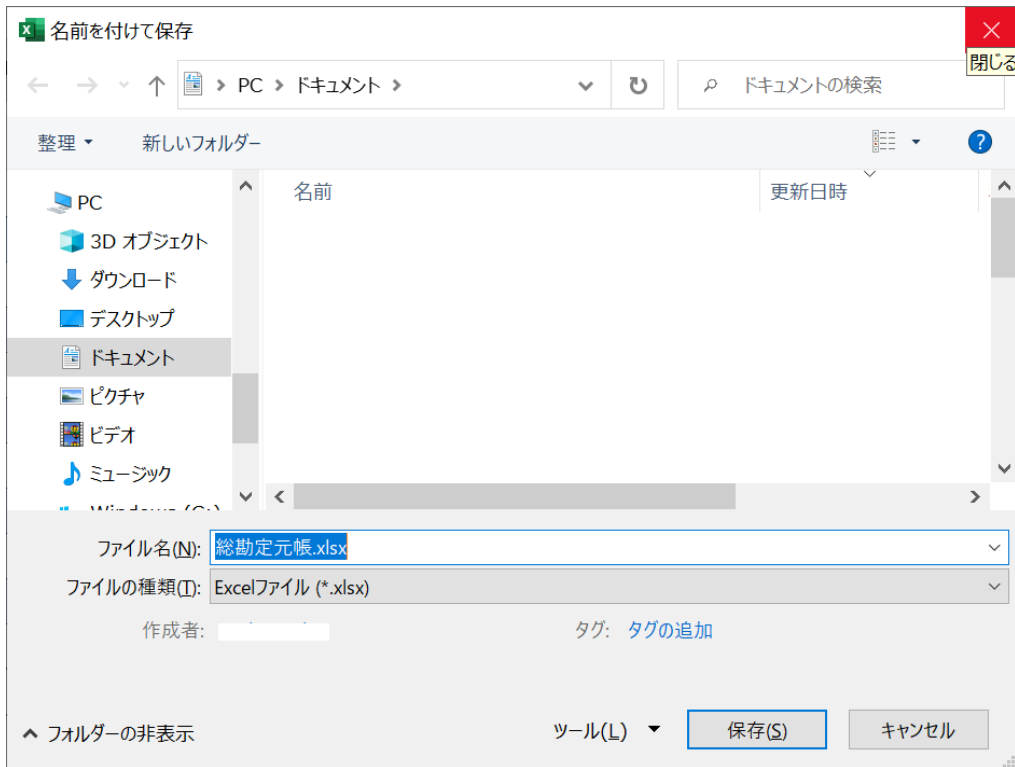 名前を付けて保存
閉じる
PC ドキュメント
ドキュメントの検索
整理
新しいフォルダー
?
名前
更新日時
PC
3D オブジェクト
ダウンロード
デスクトップ
ドキュメント
ピクチャ
ビデオ
ミュージック
Windows (C:)
ファイル名(N):
総勘定元帳.xlsx
ファイルの種類(T):
Excelファイル (*.xlsx)
作成者:
タグ: タグの追加
フォルダーの非表示
ツール(L)
保存(S)
キャンセル